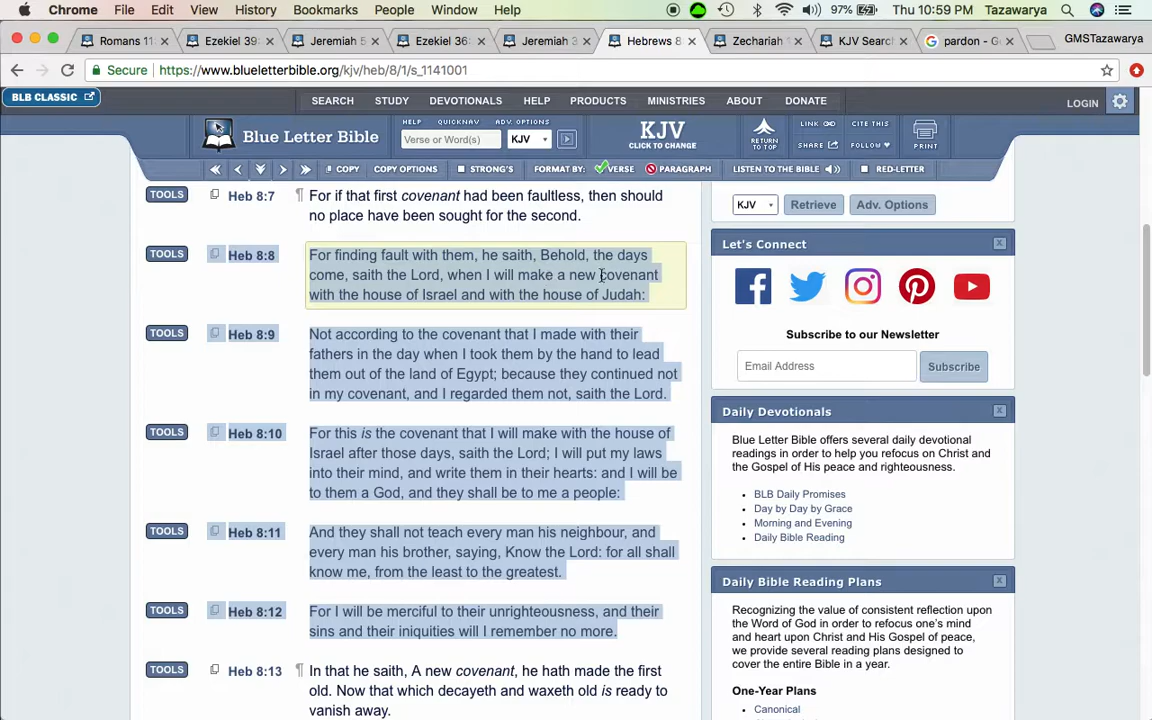 Chrome File Edit View History Bookmarks People Window Help 97% Thu 10:59 PM Tazawarya
Romans 11: Ezekiel 39: Jeremiah 5 Ezekiel 36: Jeremiah 3 Hebrews 8 Zechariah 1 KJV Search pardon - Go GMSTazawarya
Secure https://www.blueletterbible.org/kjv/heb/8/1/s_1141001
BLB CLASSIC
SEARCH STUDY DEVOTIONALS HELP PRODUCTS MINISTRIES ABOUT DONATE LOGIN
Blue Letter Bible
HELP QUICKNAV ADV. OPTIONS
Verse or Word(s) KJV
KJV
CLICK TO CHANGE
RETURN
TO TOP
LINK CITE THIS
SHARE FOLLOW
PRINT
COPY COPY OPTIONS STRONG'S FORMAT BY: VERSE PARAGRAPH LISTEN TO THE BIBLE RED-LETTER
TOOLS Heb 8:7 ¶ For if that first covenant had been faultless, then should
no place have been sought for the second.
TOOLS Heb 8:8 For finding fault with them, he saith, Behold, the days
come, saith the Lord, when I will make a new covenant
with the house of Israel and with the house of Judah:
TOOLS Heb 8:9 Not according to the covenant that I made with their
fathers in the day when I took them by the hand to lead
them out of the land of Egypt; because they continued not
in my covenant, and I regarded them not, saith the Lord.
TOOLS Heb 8:10 For this is the covenant that I will make with the house of
Israel after those days, saith the Lord; I will put my laws
into their mind, and write them in their hearts: and I will be
to them a God, and they shall be to me a people:
TOOLS Heb 8:11 And they shall not teach every man his neighbour, and
every man his brother, saying, Know the Lord: for all shall
know me, from the least to the greatest.
TOOLS Heb 8:12 For I will be merciful to their unrighteousness, and their
sins and their iniquities will I remember no more.
TOOLS Heb 8:13 ¶ In that he saith, A new covenant, he hath made the first
old. Now that which decayeth and waxeth old is ready to
vanish away.
KJV Retrieve Adv. Options
Let's Connect
Subscribe to our Newsletter
Email Address Subscribe
Daily Devotionals
Blue Letter Bible offers several daily devotional
readings in order to help you refocus on Christ and
the Gospel of His peace and righteousness.
• BLB Daily Promises
• Day by Day by Grace
• Morning and Evening
• Daily Bible Reading
Daily Bible Reading Plans
Recognizing the value of consistent reflection upon
the Word of God in order to refocus one's mind
and heart upon Christ and His Gospel of peace,
we provide several reading plans designed to
cover the entire Bible in a year.
One-Year Plans
• Canonical